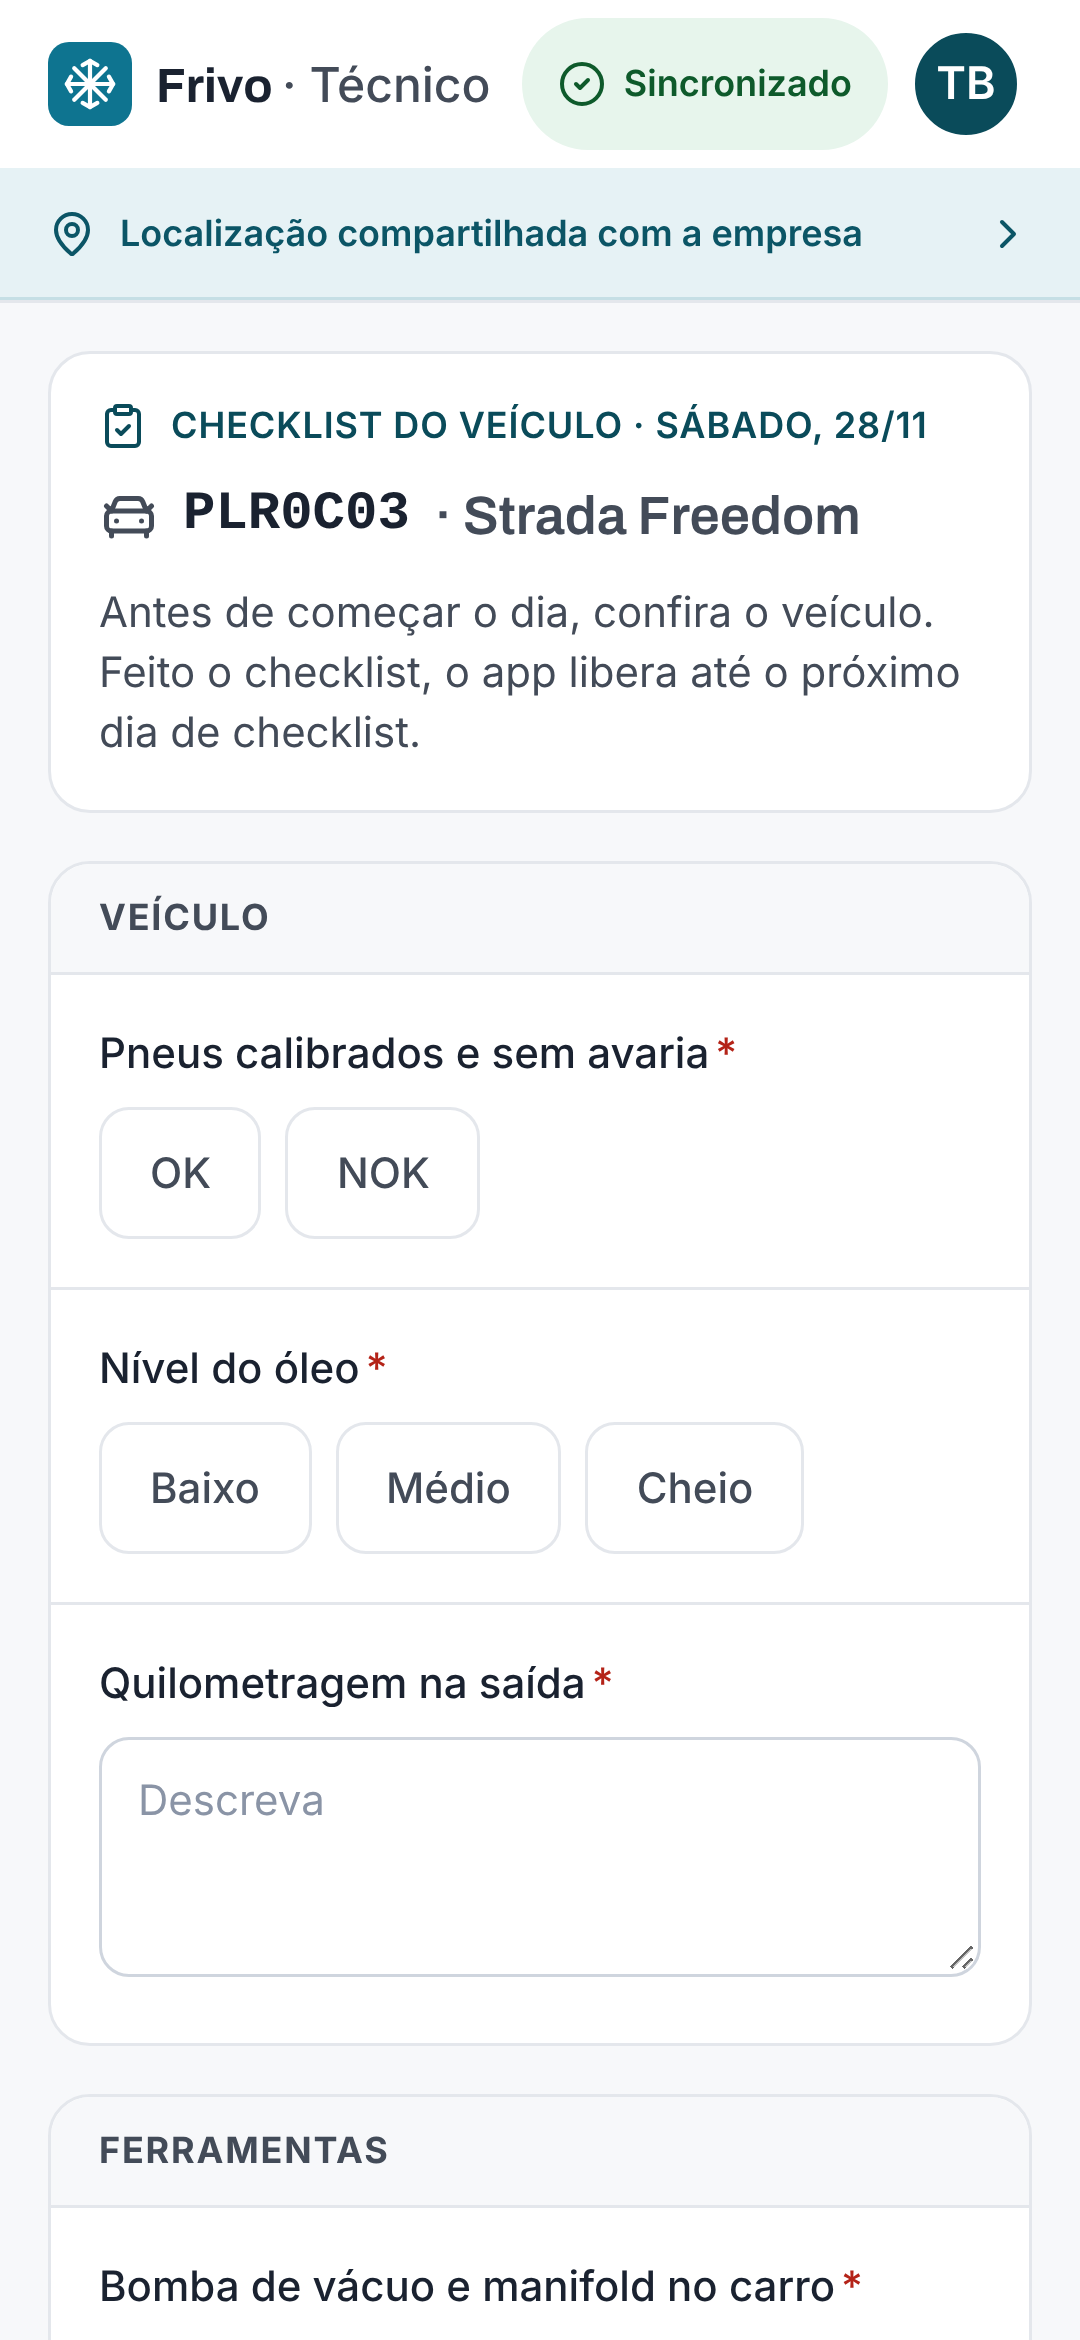 Frivo · Técnico
Sincronizado
TB
Localização compartilhada com a empresa
CHECKLIST DO VEÍCULO · SÁBADO, 28/11
PLR0C03 · Strada Freedom
Antes de começar o dia, confira o veículo.
Feito o checklist, o app libera até o próximo
dia de checklist.
VEÍCULO
Pneus calibrados e sem avaria *
OK
NOK
Nível do óleo *
Baixo
Médio
Cheio
Quilometragem na saída *
Descreva
FERRAMENTAS
Bomba de vácuo e manifold no carro *